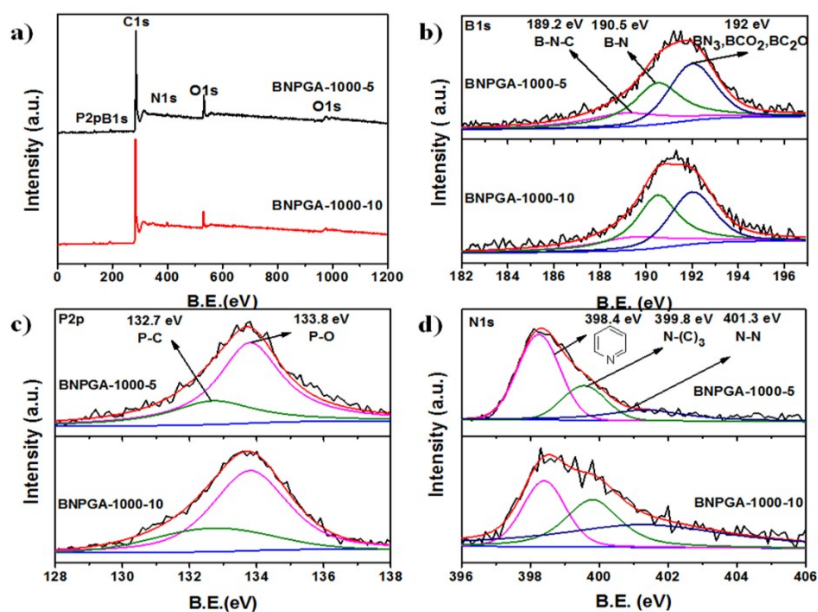 a)
C1s
O1s
BNPGA-1000-5
N1s
O1s
P2pB1s
BNPGA-1000-10
Intensity (a.u.)
0 200 400 600 800 1000 1200
B.E.(eV)
b)
B1s
189.2 eV 190.5 eV 192 eV
B-N-C B-N BN3,BCO2,BC2O
BNPGA-1000-5
BNPGA-1000-10
Intensity ( a.u.)
182 184 186 188 190 192 194 196
B.E.(eV)
c)
P2p
132.7 eV 133.8 eV
P-C P-O
BNPGA-1000-5
BNPGA-1000-10
Intensity (a.u.)
128 130 132 134 136 138
B.E.(eV)
d)
N1s
398.4 eV 399.8 eV 401.3 eV
N
N-(C)3 N-N
BNPGA-1000-5
BNPGA-1000-10
Intensity (a.u.)
396 398 400 402 404 406
B.E.(eV)